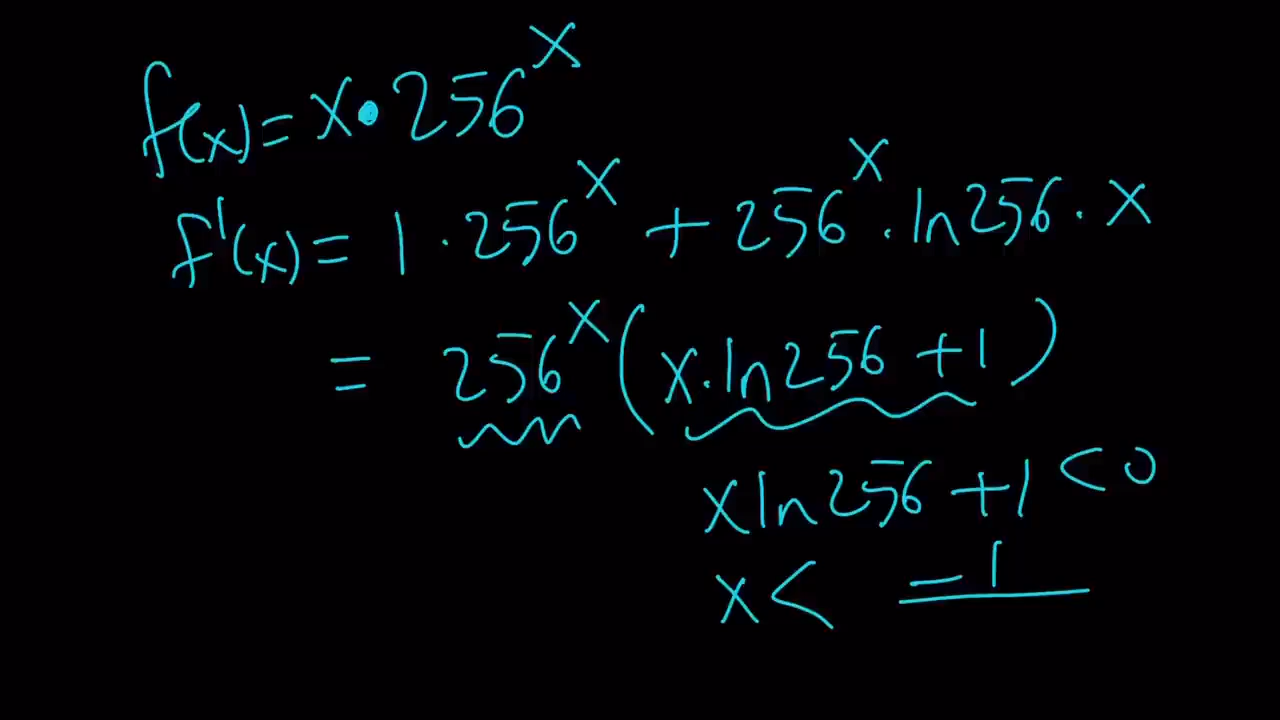 f(x) = x • 256^x
f'(x) = 1 · 256^x + 256^x · ln256 · x
= 256^x (x · ln256 + 1)
x ln256 + 1 < 0
x < -1